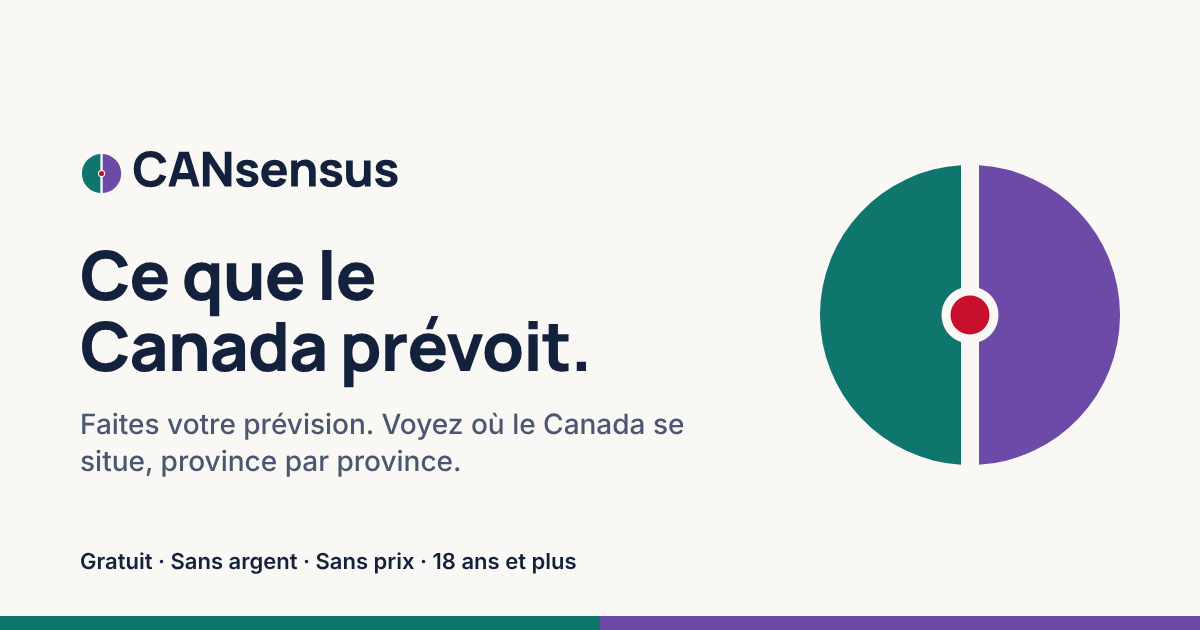 CANsensus
Ce que le
Canada prévoit.
Faites votre prévision. Voyez où le Canada se
situe, province par province.
Gratuit · Sans argent · Sans prix · 18 ans et plus